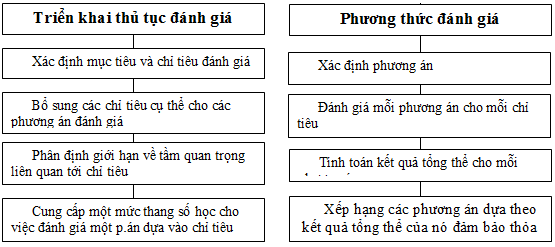 Triển khai thủ tục đánh giá
Xác định mục tiêu và chỉ tiêu đánh giá
Bổ sung các chỉ tiêu cụ thể cho các
phương án đánh giá
Phân định giới hạn về tầm quan trọng
liên quan tới chỉ tiêu
Cung cấp một mức thang số học cho
việc đánh giá một p.án dựa vào chỉ tiêu
Phương thức đánh giá
Xác định phương án
Đánh giá mỗi phương án cho mỗi chỉ
tiêu
Tính toán kết quả tổng thể cho mỗi
Xếp hạng các phương án dựa theo
kết quả tổng thể của nó đảm bảo thỏa